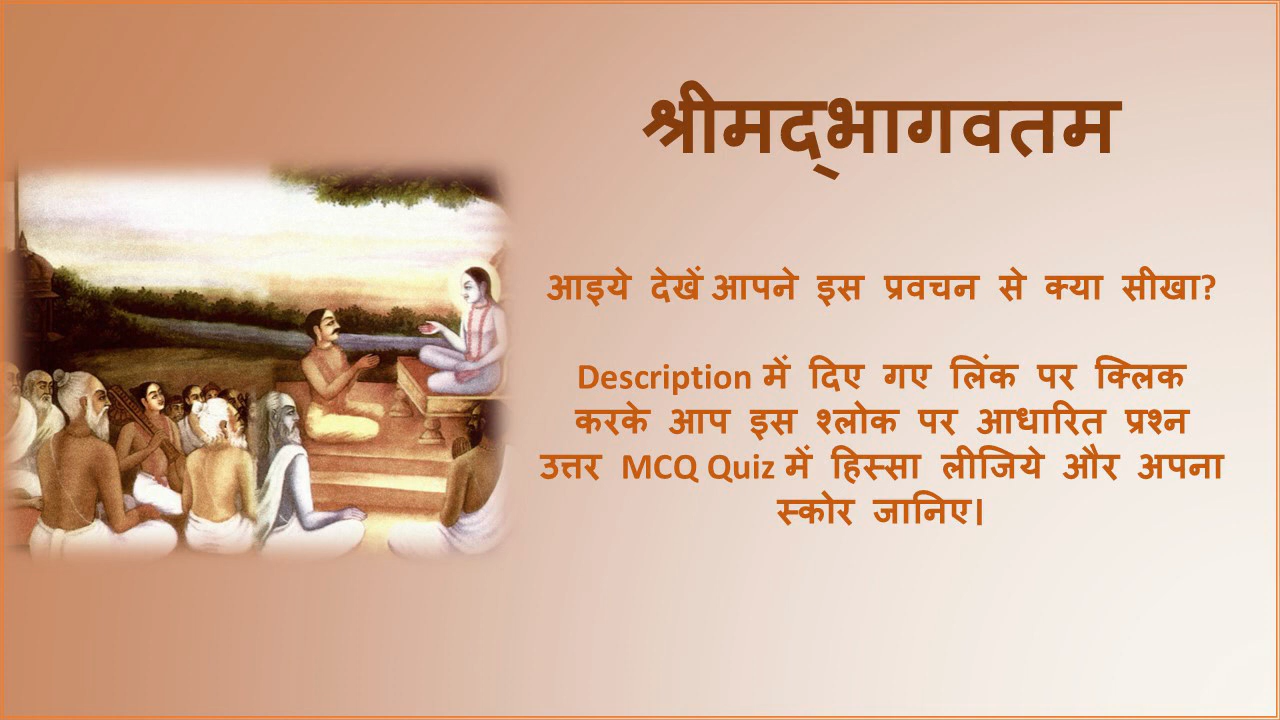 श्रीमद्भागवतम
आइये देखें आपने इस प्रवचन से क्या सीखा?
Description में दिए गए लिंक पर क्लिक
करके आप इस श्लोक पर आधारित प्रश्न
उत्तर MCQ Quiz में हिस्सा लीजिये और अपना
स्कोर जानिए।